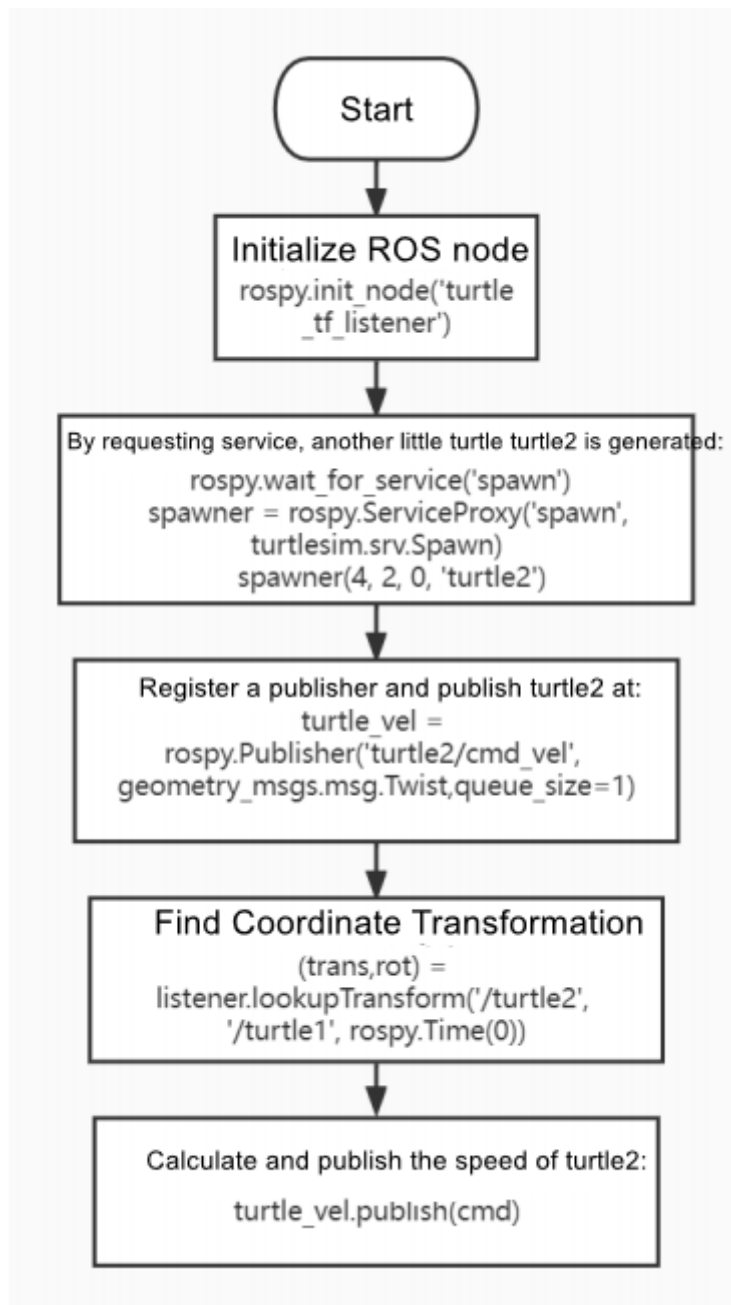 Start
Initialize ROS node
rospy.init_node('turtle
_tf_listener')
By requesting service, another little turtle turtle2 is generated:
rospy.wait_for_service('spawn')
spawner = rospy.ServiceProxy('spawn',
turtlesim.srv.Spawn)
spawner(4, 2, 0, 'turtle2')
Register a publisher and publish turtle2 at:
turtle_vel =
rospy.Publisher('turtle2/cmd_vel',
geometry_msgs.msg.Twist,queue_size=1)
Find Coordinate Transformation
(trans,rot) =
listener.lookupTransform('/turtle2',
'/turtle1', rospy.Time(0))
Calculate and publish the speed of turtle2:
turtle_vel.publish(cmd)